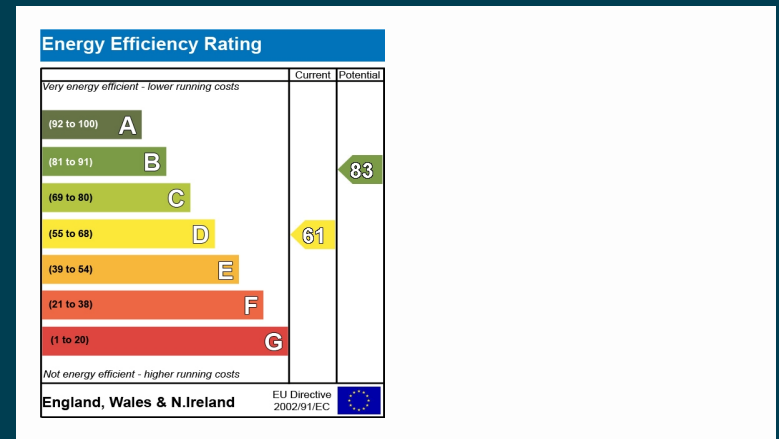 Energy Efficiency Rating
Current Potential
Very energy efficient - lower running costs
(92 to 100) A
(81 to 91) B
83
(69 to 80) C
(55 to 68) D
61
(39 to 54) E
(21 to 38) F
(1 to 20) G
Not energy efficient - higher running costs
England, Wales & N.Ireland
EU Directive
2002/91/EC